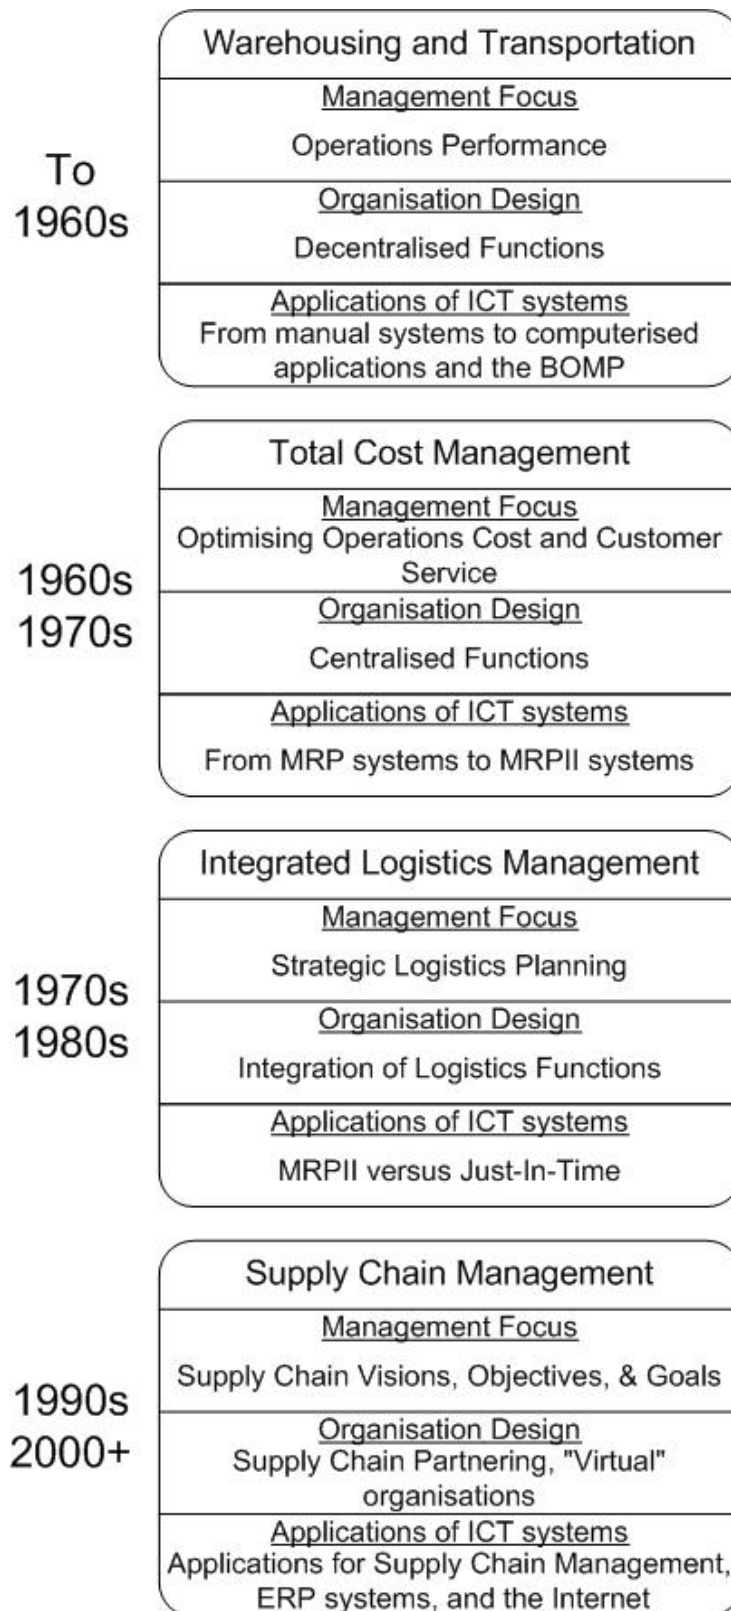 Warehousing and Transportation
Management Focus
Operations Performance
To
1960s
Organisation Design
Decentralised Functions
Applications of ICT systems
From manual systems to computerised
applications and the BOMP
Total Cost Management
Management Focus
Optimising Operations Cost and Customer
Service
1960s
1970s
Organisation Design
Centralised Functions
Applications of ICT systems
From MRP systems to MRPII systems
Integrated Logistics Management
Management Focus
Strategic Logistics Planning
1970s
1980s
Organisation Design
Integration of Logistics Functions
Applications of ICT systems
MRPII versus Just-In-Time
Supply Chain Management
Management Focus
Supply Chain Visions, Objectives, & Goals
1990s
2000+
Organisation Design
Supply Chain Partnering, "Virtual"
organisations
Applications of ICT systems
Applications for Supply Chain Management,
ERP systems, and the Internet